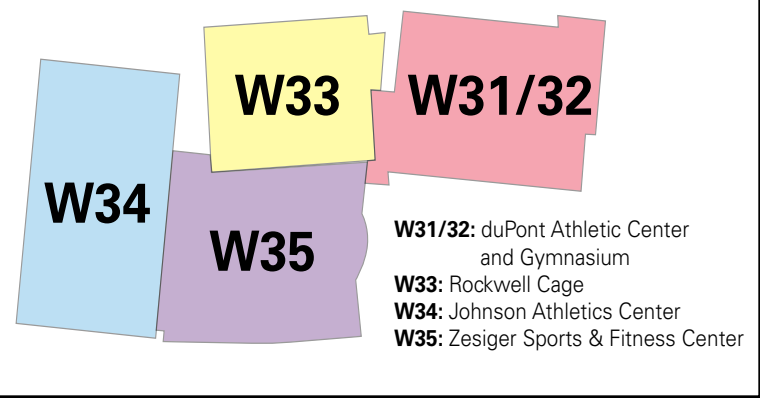 W33
W31/32
W34
W35
W31/32: duPont Athletic Center
and Gymnasium
W33: Rockwell Cage
W34: Johnson Athletics Center
W35: Zesiger Sports & Fitness Center